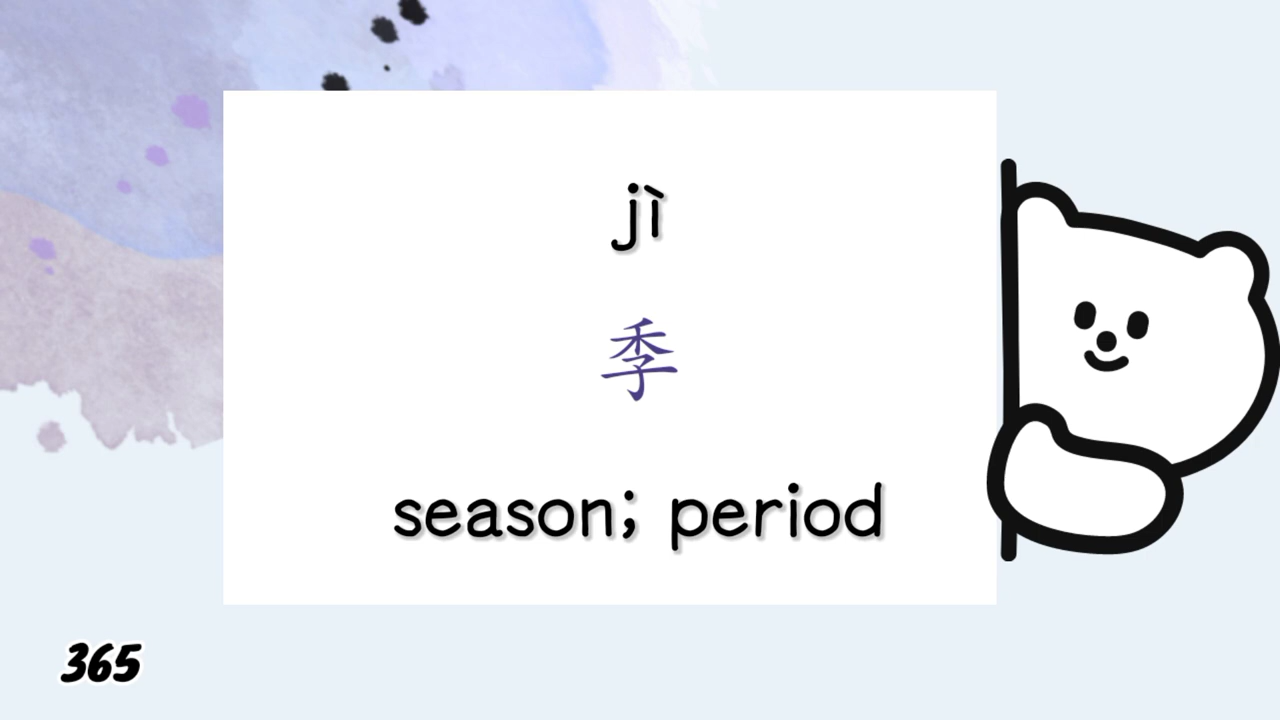 jì
季
season; period
365